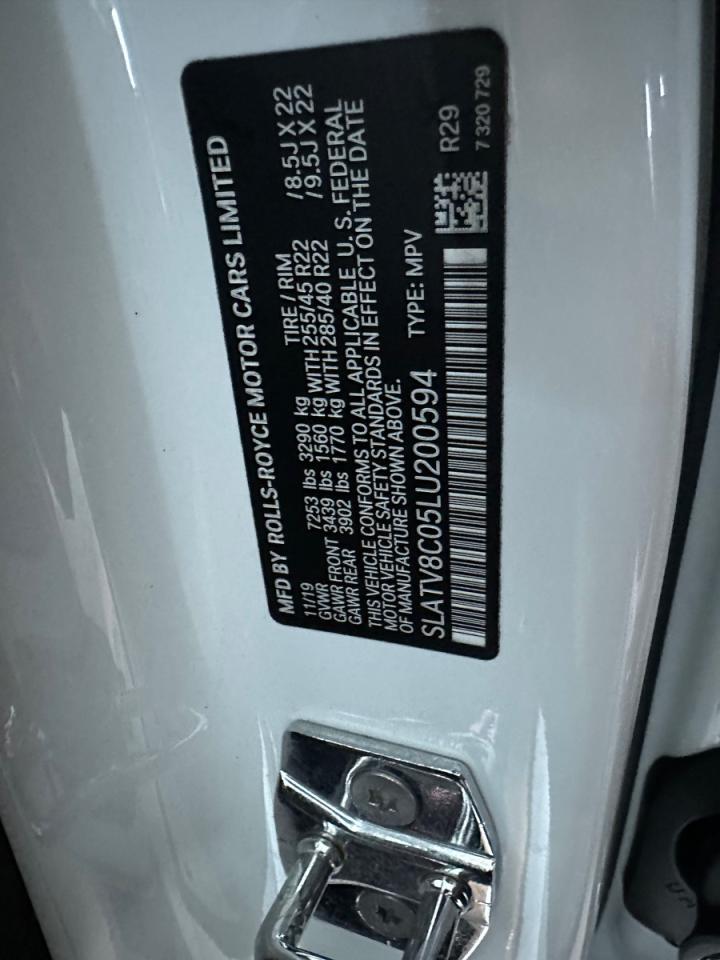 MFD BY ROLLS-ROYCE MOTOR CARS LIMITED
11/19 TIRE / RIM
GVWR 7253 lbs 3290 kg
GAWR FRONT 3439 lbs 1560 kg WITH 255/45 R22 / 8.5J X 22
GAWR REAR 3902 lbs 1770 kg WITH 285/40 R22 / 9.5J X 22
THIS VEHICLE CONFORMS TO ALL APPLICABLE U.S. FEDERAL
MOTOR VEHICLE SAFETY STANDARDS IN EFFECT ON THE DATE
OF MANUFACTURE SHOWN ABOVE.
SLATV8C05LU200594 TYPE: MPV
R29
7 320 729